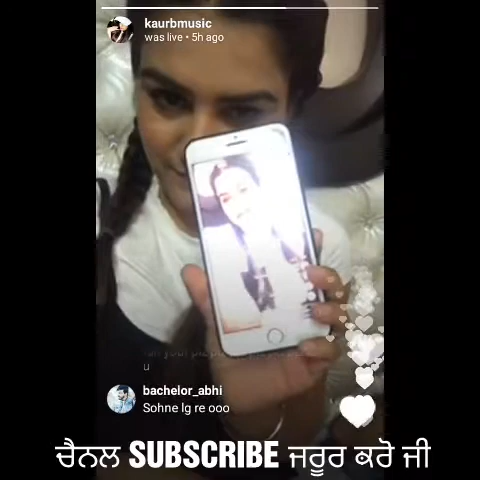 kaurbmusic
was live • 5h ago
u
bachelor_abhi
Sohne lg re ooo
ਚੈਨਲ SUBSCRIBE ਜਰੂਰ ਕਰੋ ਜੀ